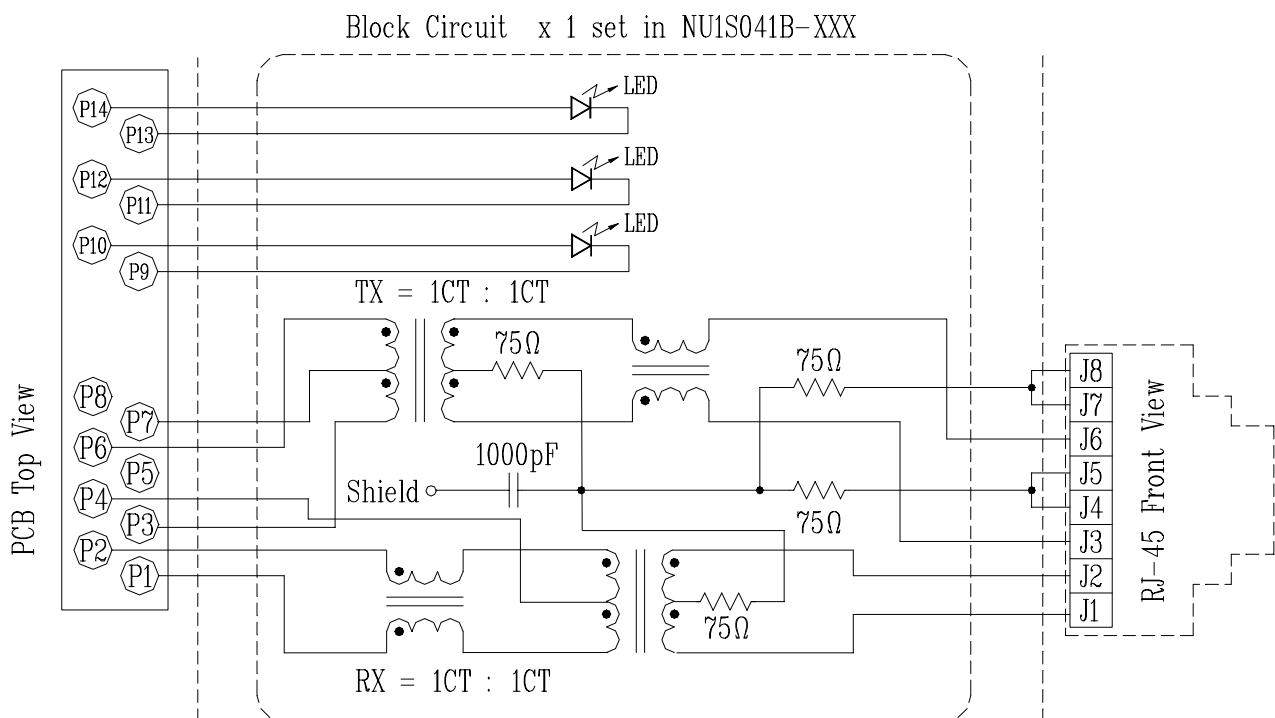 Block Circuit x 1 set in NU1S041B-XXX
P14
LED
P13
P12
LED
P11
P10
LED
P9
TX = 1CT : 1CT
75Ω
75Ω
J8
P8
J7
P7
J6
P6
1000pF
J5
P5
Shield
J4
P4
75Ω
P3
J3
P2
J2
P1
J1
75Ω
RX = 1CT : 1CT
PCB Top View
RJ-45 Front View